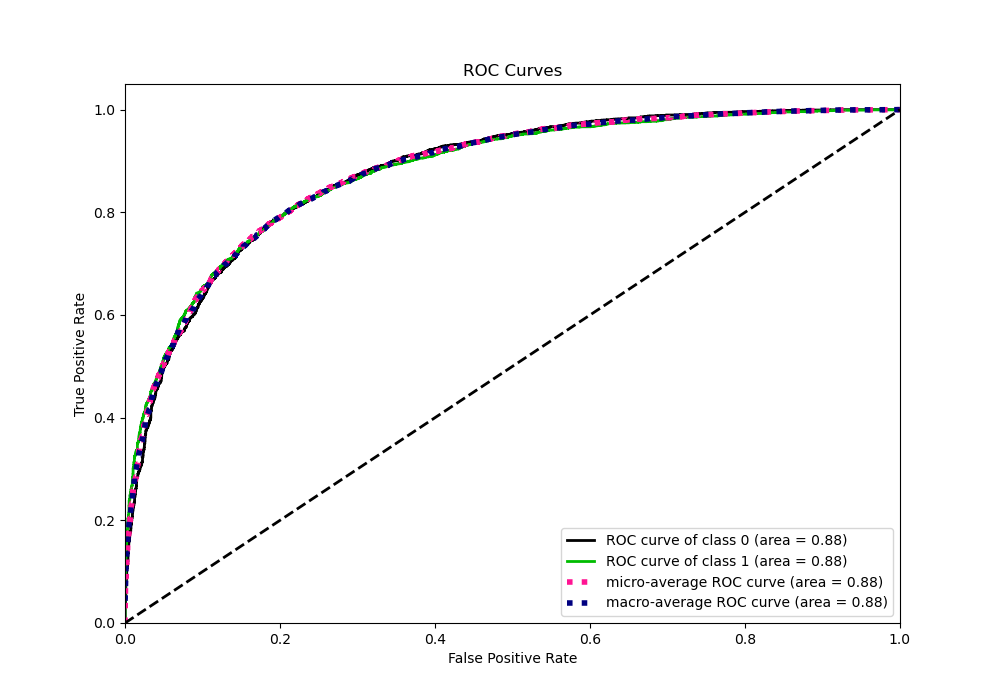 ROC Curves
True Positive Rate
1.0
0.8
0.6
0.4
0.2
0.0
ROC curve of class 0 (area = 0.88)
ROC curve of class 1 (area = 0.88)
micro-average ROC curve (area = 0.88)
macro-average ROC curve (area = 0.88)
0.0 0.2 0.4 0.6 0.8 1.0
False Positive Rate